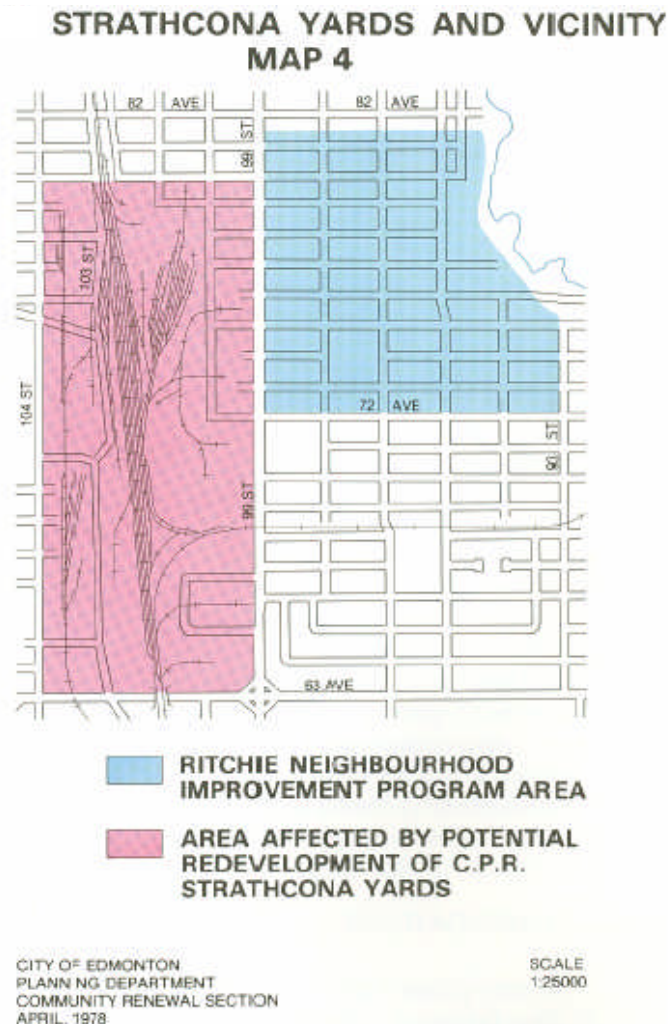 STRATHCONA YARDS AND VICINITY
MAP 4
82 AVE
82 AVE
99 ST
103 ST
104 ST
72 AVE
93 ST
99 ST
63 AVE
RITCHIE NEIGHBOURHOOD
IMPROVEMENT PROGRAM AREA
AREA AFFECTED BY POTENTIAL
REDEVELOPMENT OF C.P.R.
STRATHCONA YARDS
CITY OF EDMONTON
PLANN NG DEPARTMENT
COMMUNITY RENEWAL SECTION
APRIL, 1978
SCALE
1:25000